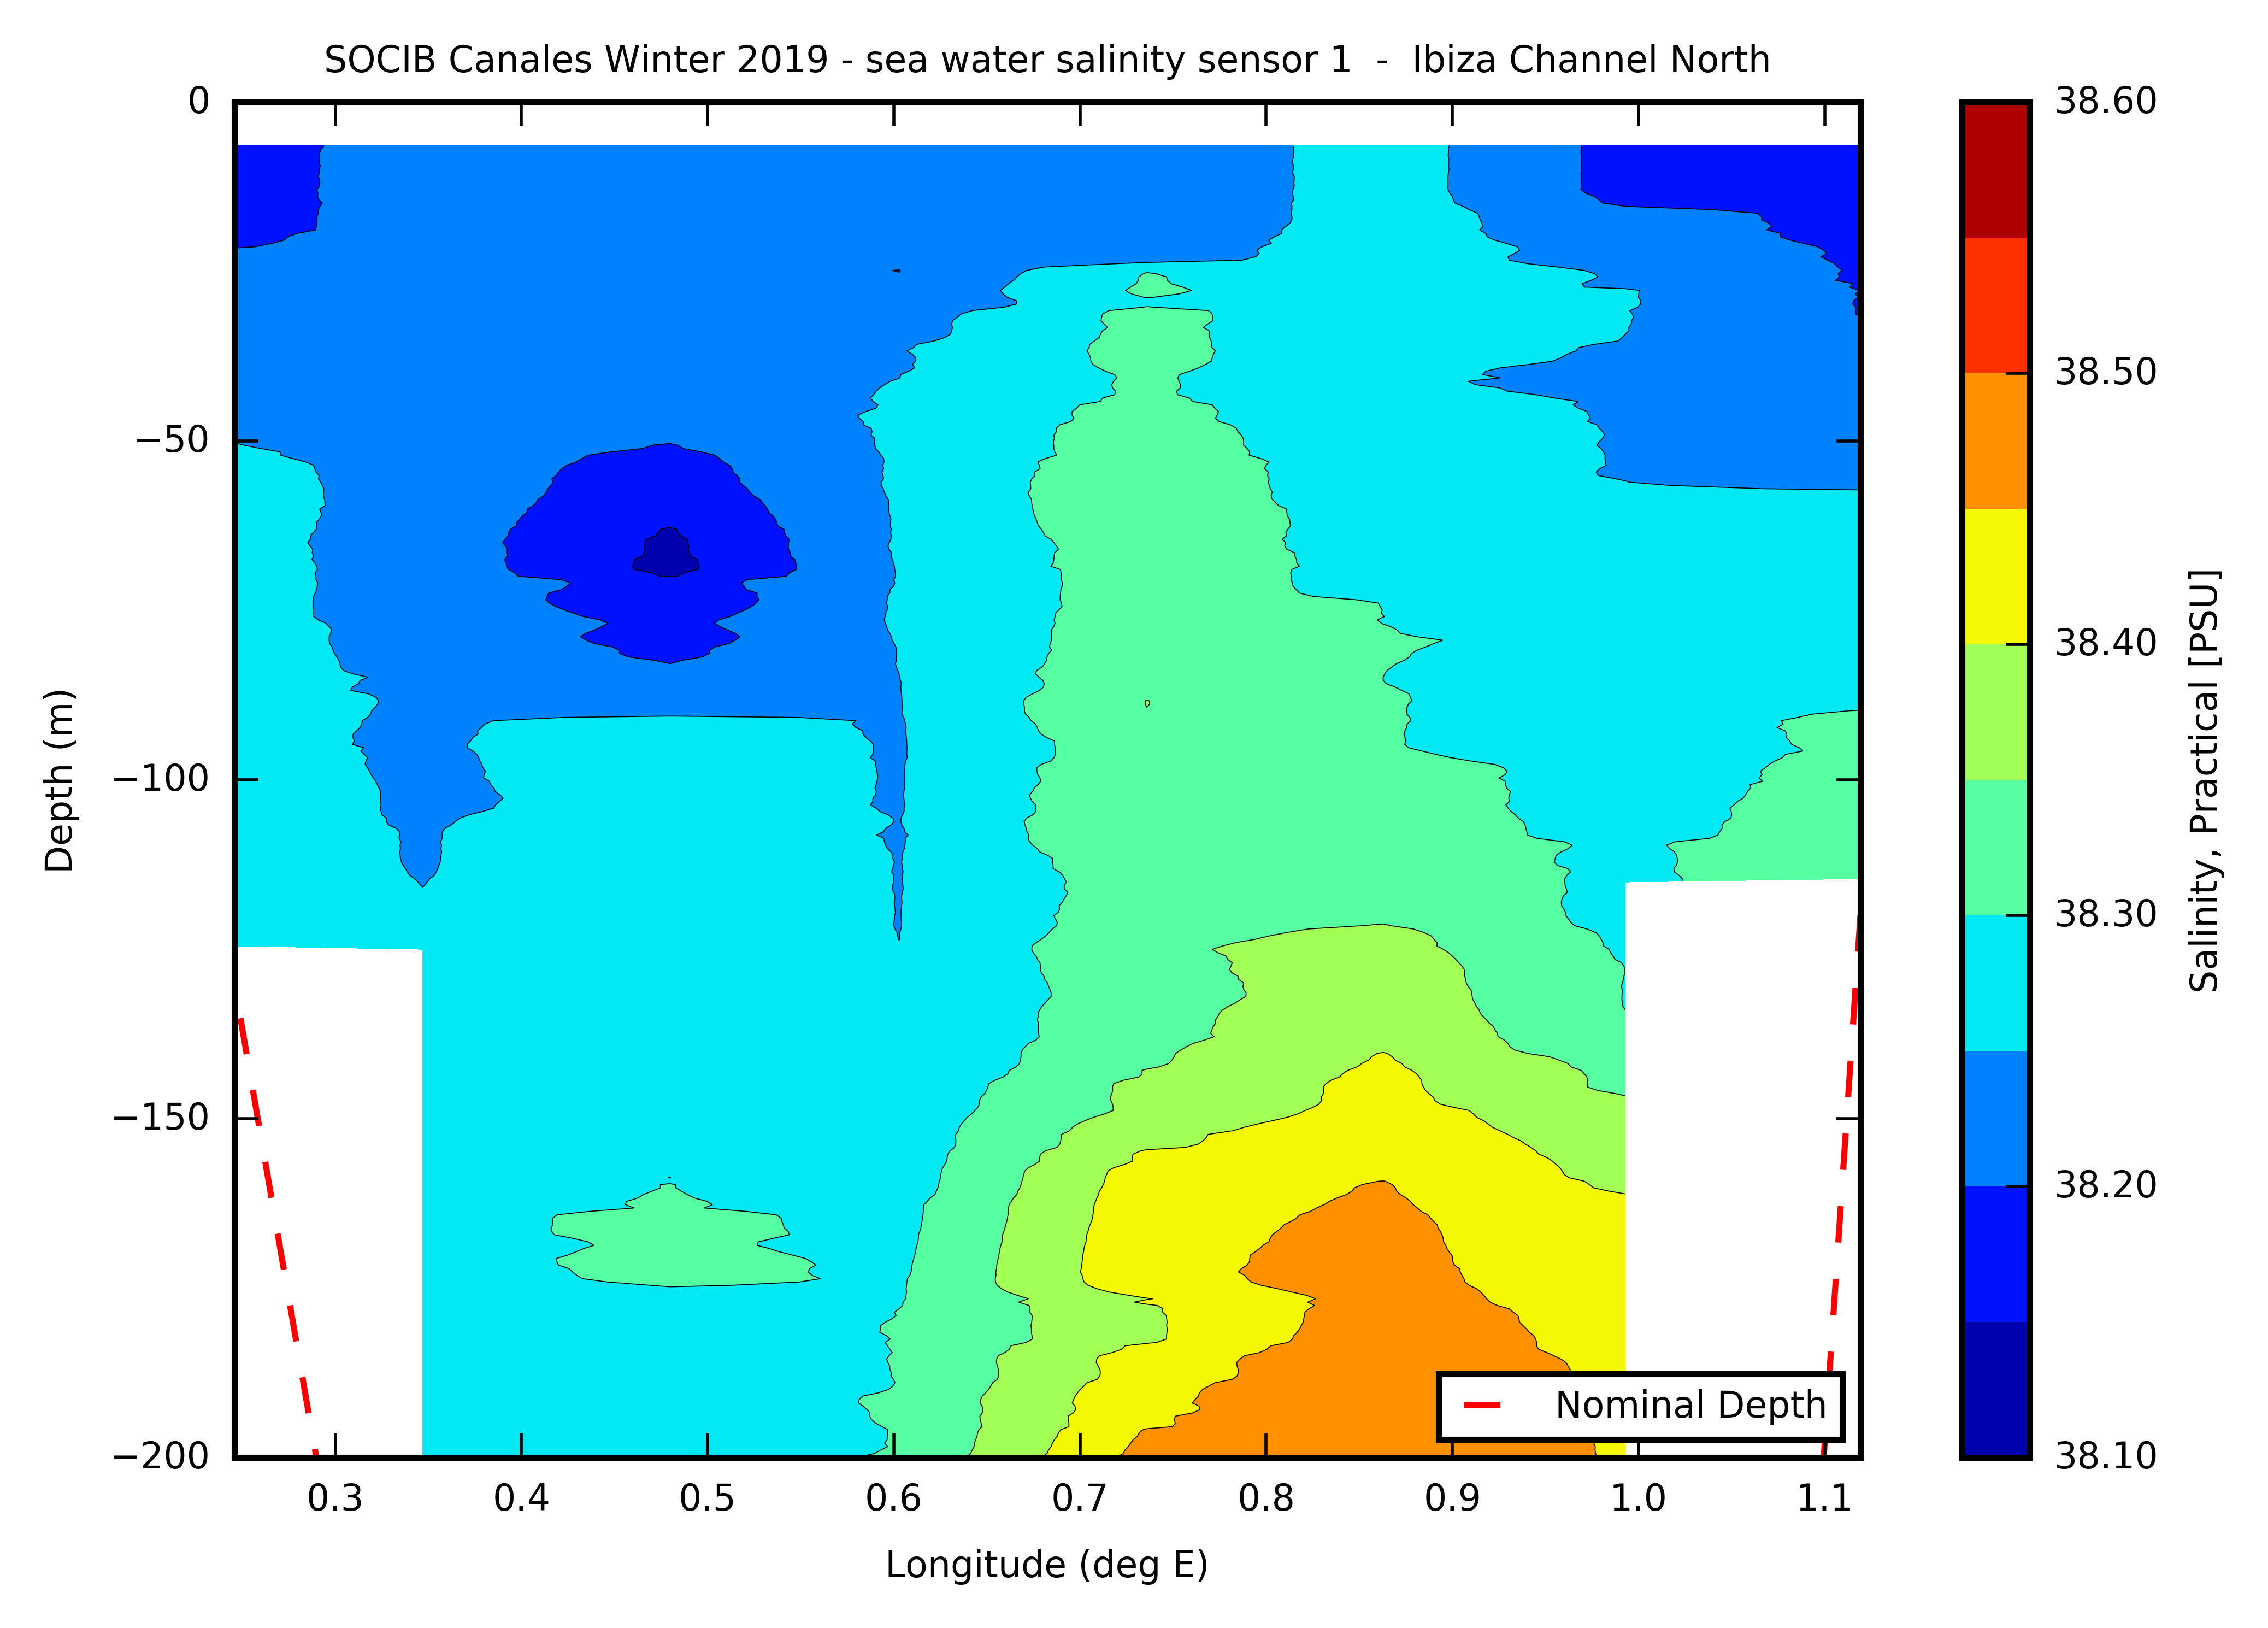 SOCIB Canales Winter 2019 - sea water salinity sensor 1  -  Ibiza Channel North
0
−50
−100
−150
−200
Depth (m)
0.3 0.4 0.5 0.6 0.7 0.8 0.9 1.0 1.1
Longitude (deg E)
Nominal Depth
38.60
38.50
38.40
38.30
38.20
38.10
Salinity, Practical [PSU]